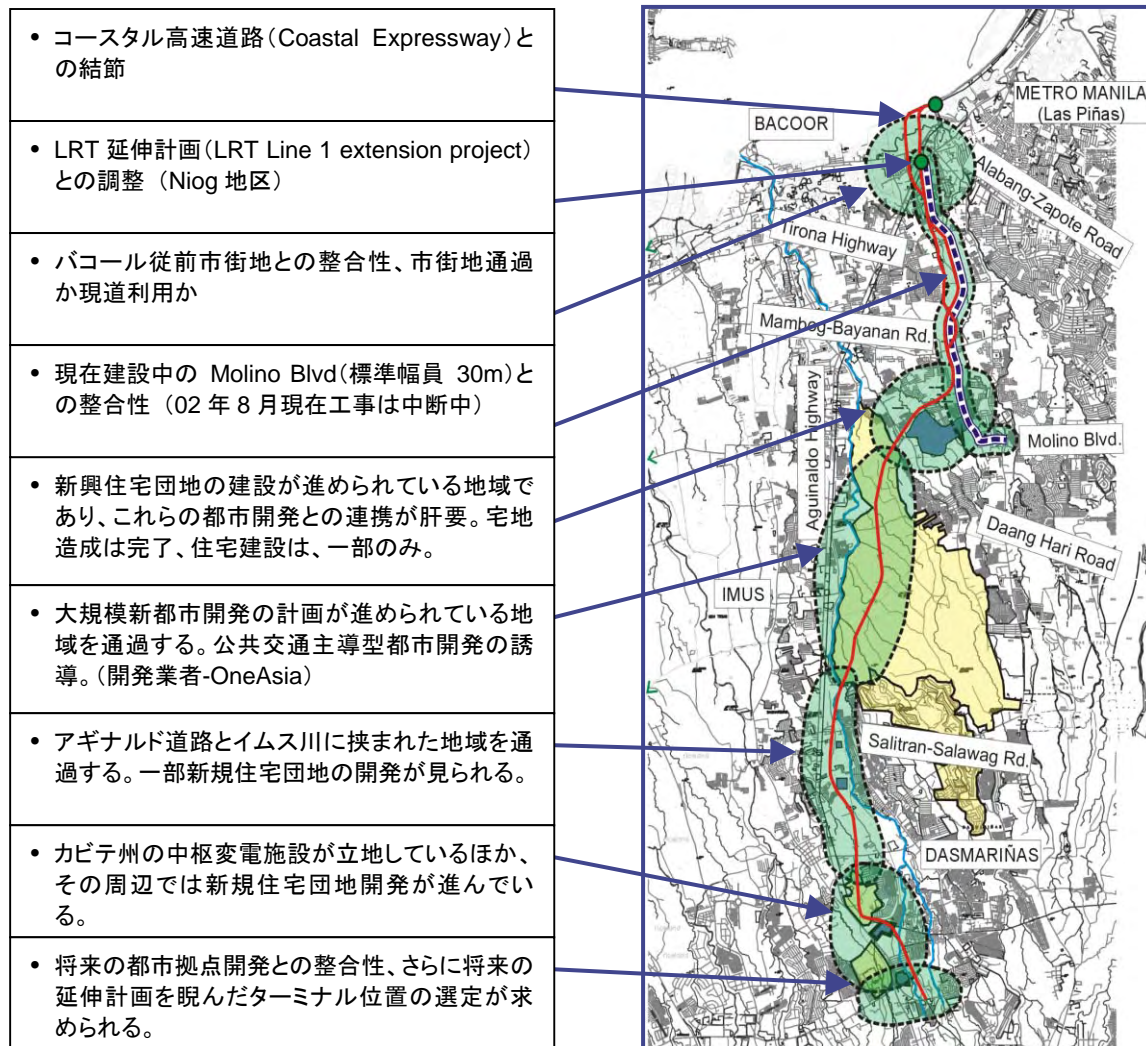 • コースタル高速道路(Coastal Expressway)と
の結節
• LRT 延伸計画(LRT Line 1 extension project)
との調整 (Niog 地区)
• バコール従前市街地との整合性、市街地通過
か現道利用か
• 現在建設中の Molino Blvd(標準幅員 30m)と
の整合性 (02 年 8 月現在工事は中断中)
• 新興住宅団地の建設が進められている地域で
あり、これらの都市開発との連携が肝要。宅地
造成は完了、住宅建設は、一部のみ。
• 大規模新都市開発の計画が進められている地
域を通過する。公共交通主導型都市開発の誘
導。(開発業者-OneAsia)
• アギナルド道路とイムス川に挟まれた地域を通
過する。一部新規住宅団地の開発が見られる。
• カビテ州の中枢変電施設が立地しているほか、
その周辺では新規住宅団地開発が進んでい
る。
• 将来の都市拠点開発との整合性、さらに将来の
延伸計画を睨んだターミナル位置の選定が求
められる。
METRO MANILA
(Las Piñas)
BACOOR
Alabang-Zapote Road
Tirona Highway
Mambog-Bayanan Rd.
Aguinaldo Highway
Molino Blvd.
Daang Hari Road
IMUS
Salitran-Salawag Rd.
DASMARIÑAS